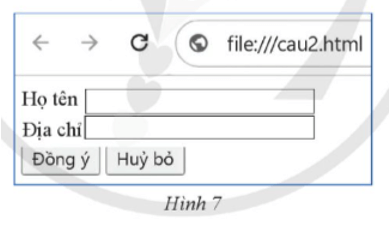 file:///cau2.html
Họ tên
Địa chỉ
Đồng ý Huỷ bỏ
Hình 7